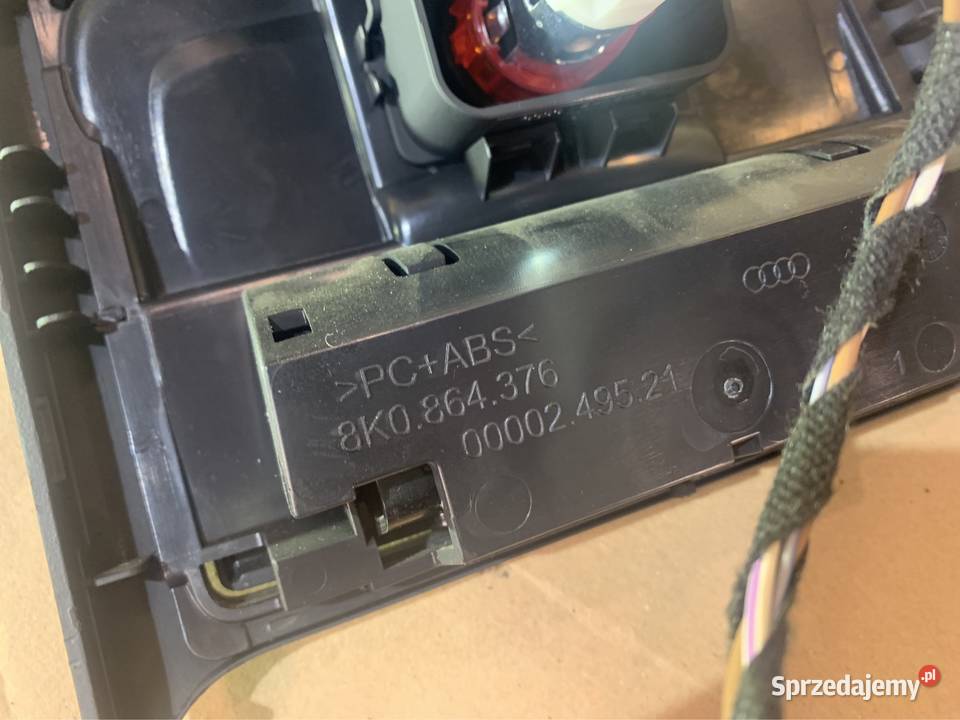 >PC+ABS<
8K0.864.376
00002.495.21
1
Sprzedajemy.pl